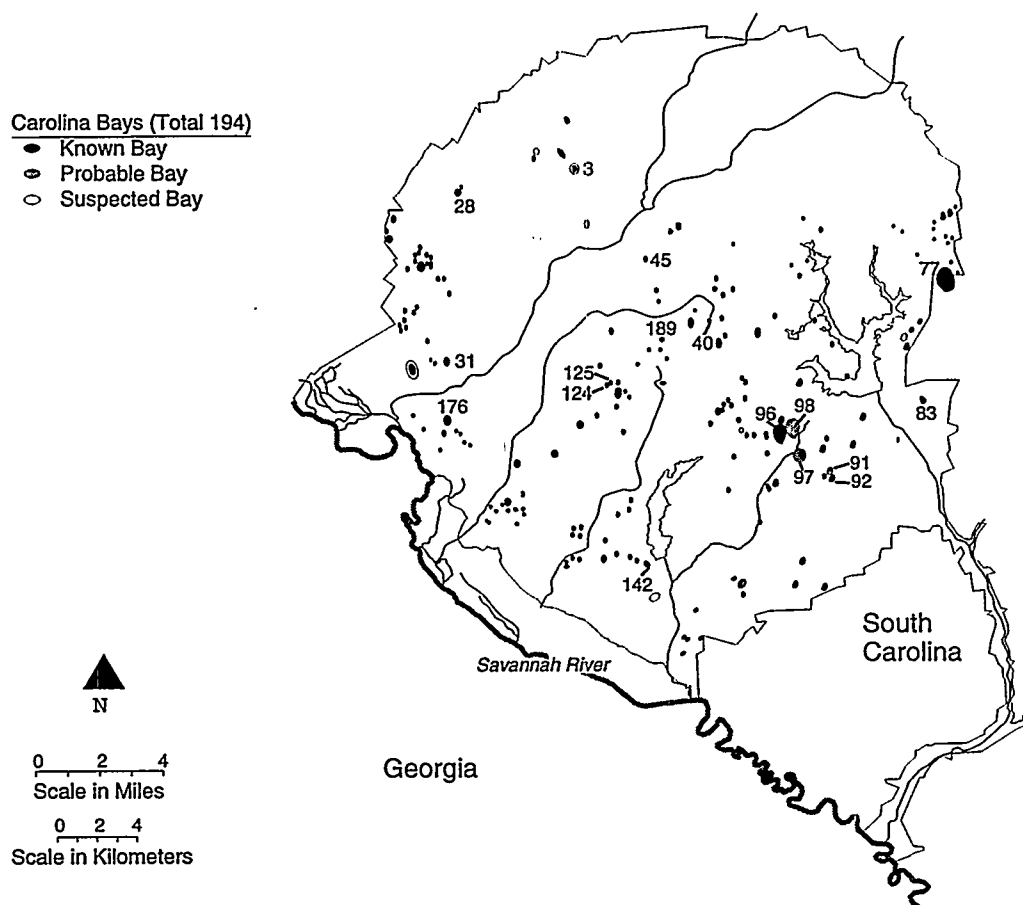 Carolina Bays (Total 194)
Known Bay
Probable Bay
Suspected Bay
3
28
77
45
189
40
31
125
124
176
83
96
98
91
97
92
142
South
Carolina
Savannah River
N
Georgia
0 2 4
Scale in Miles
0 2 4
Scale in Kilometers